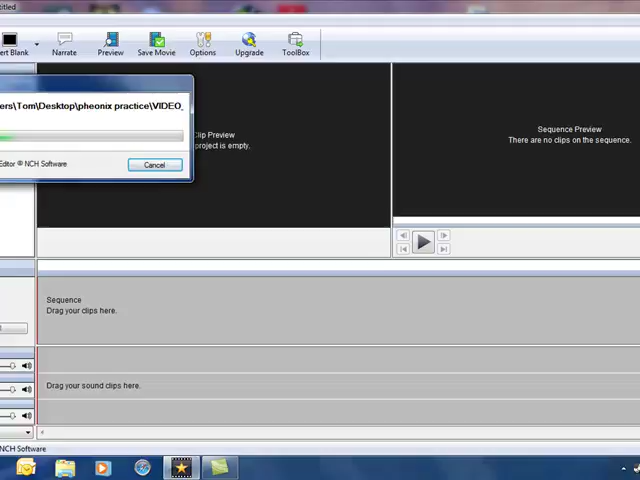 titled
ert Blank
Narrate
Preview
Save Movie
Options
Upgrade
ToolBox
ers\Tom\Desktop\pheonix practice\VIDEO_
Editor © NCH Software
Cancel
Clip Preview
project is empty.
Sequence Preview
There are no clips on the sequence.
Sequence
Drag your clips here.
Drag your sound clips here.
NCH Software